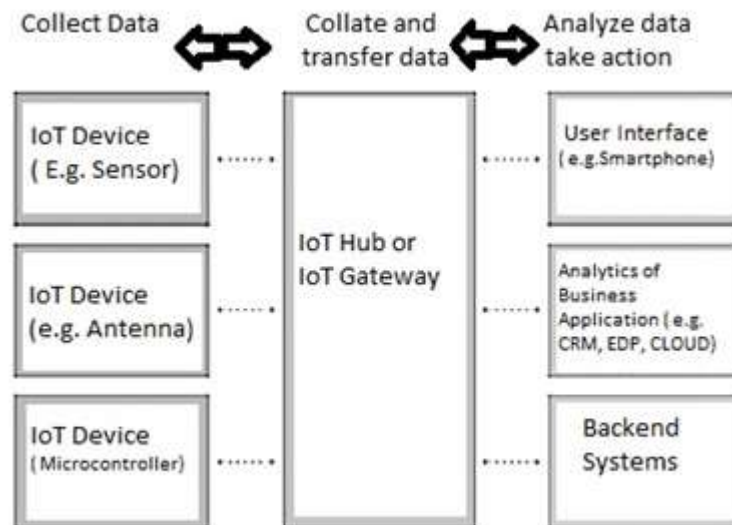 Collect Data
Collate and
transfer data
Analyze data
take action
IoT Device
( E.g. Sensor)
IoT Device
(e.g. Antenna)
IoT Device
( Microcontroller)
IoT Hub or
IoT Gateway
User Interface
( e.g.Smartphone)
Analytics of
Business
Application ( e.g.
CRM, EDP, CLOUD)
Backend
Systems